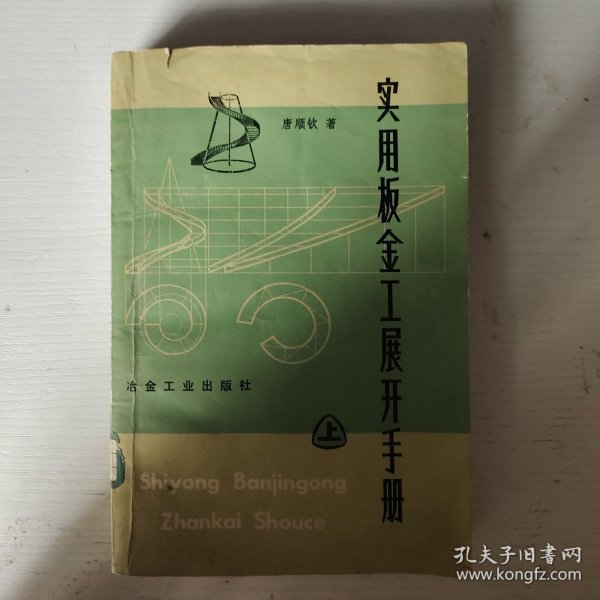 唐顺钦 著
实用板金工展开手册
上
冶金工业出版社
Shiyong Banjingong
Zhankai Shouce
孔夫子旧书网
www.kongfz.com